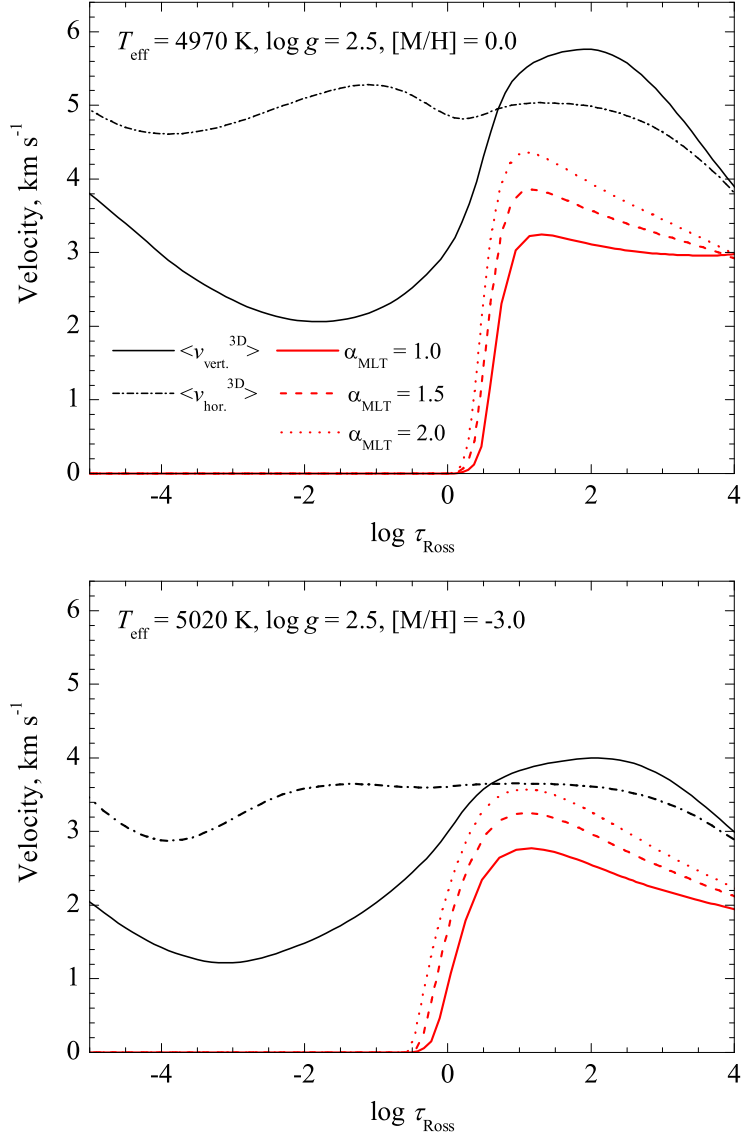 T_eff = 4970 K, log g = 2.5, [M/H] = 0.0
6
5
4
3
2
1
0
Velocity, km s^-1
<v_vert.^3D> α_MLT = 1.0
<v_hor.^3D> α_MLT = 1.5
α_MLT = 2.0
-4 -2 0 2 4
log τ_Ross
T_eff = 5020 K, log g = 2.5, [M/H] = -3.0
6
5
4
3
2
1
0
Velocity, km s^-1
-4 -2 0 2 4
log τ_Ross